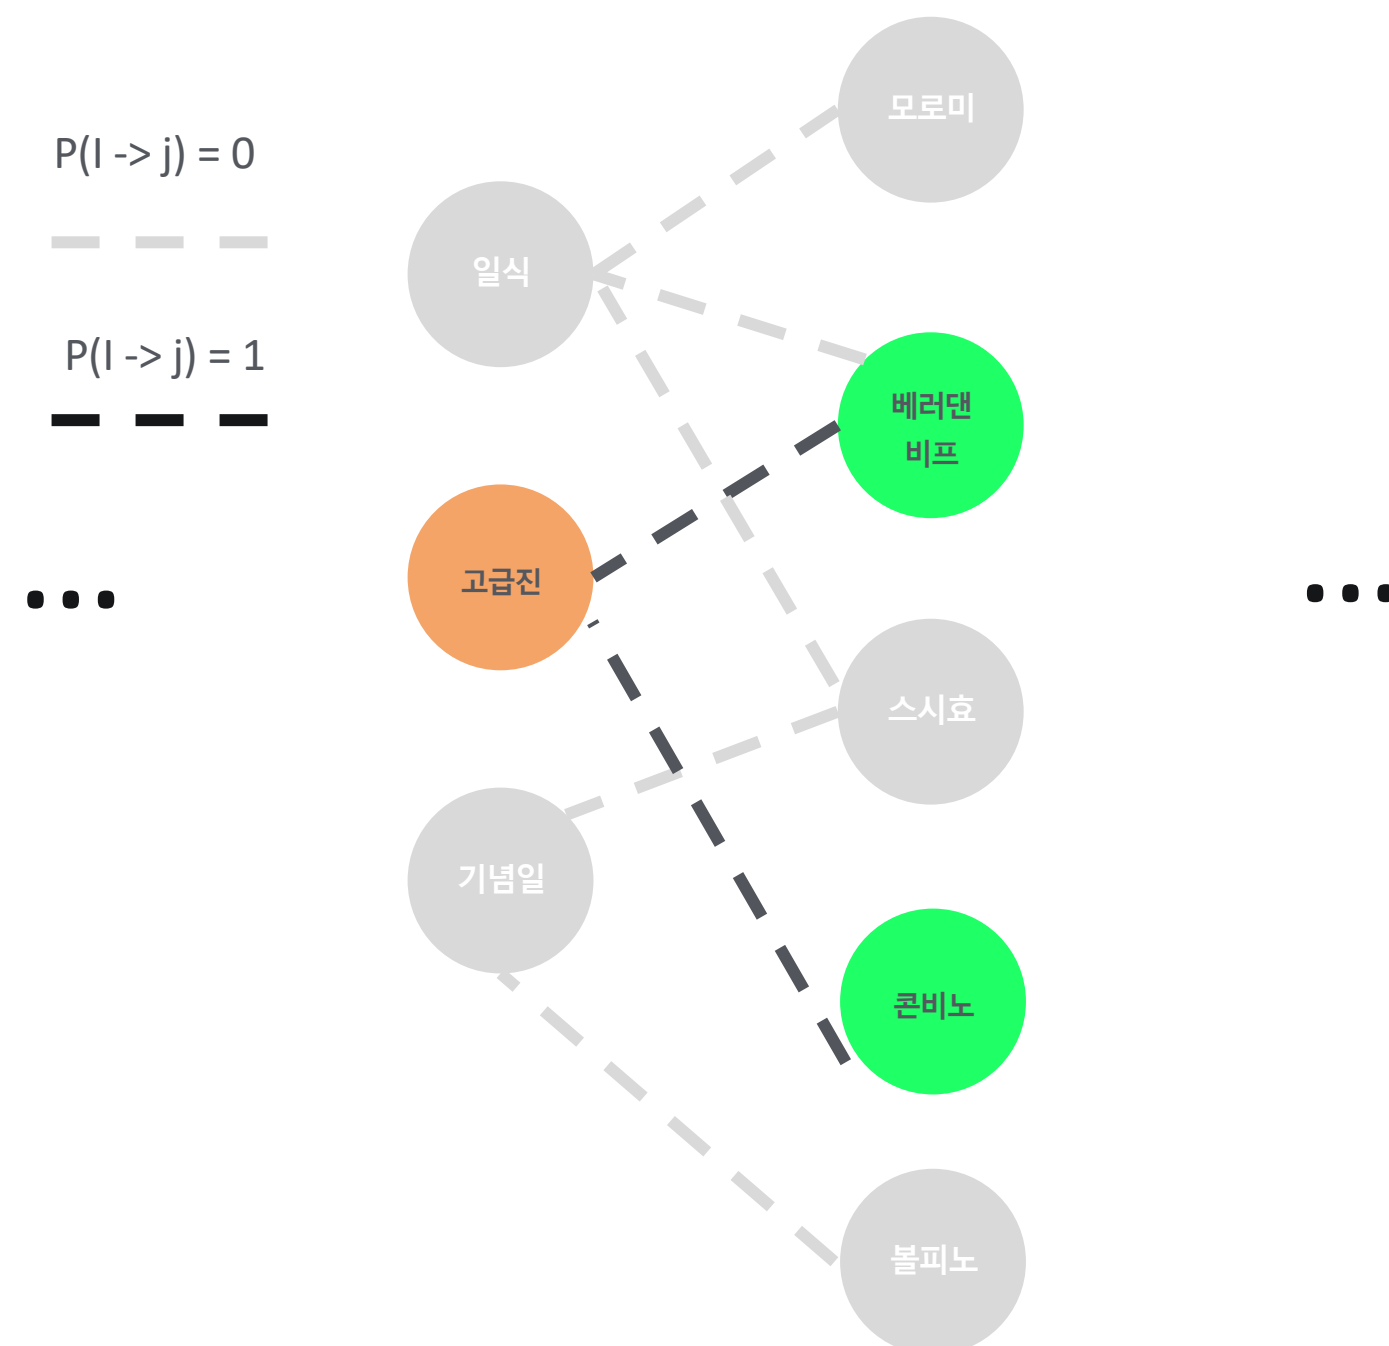 P(I -> j) = 0
P(I -> j) = 1
...
일식
고급진
기념일
모로미
베러댄
비프
스시효
콘비노
볼피노
...